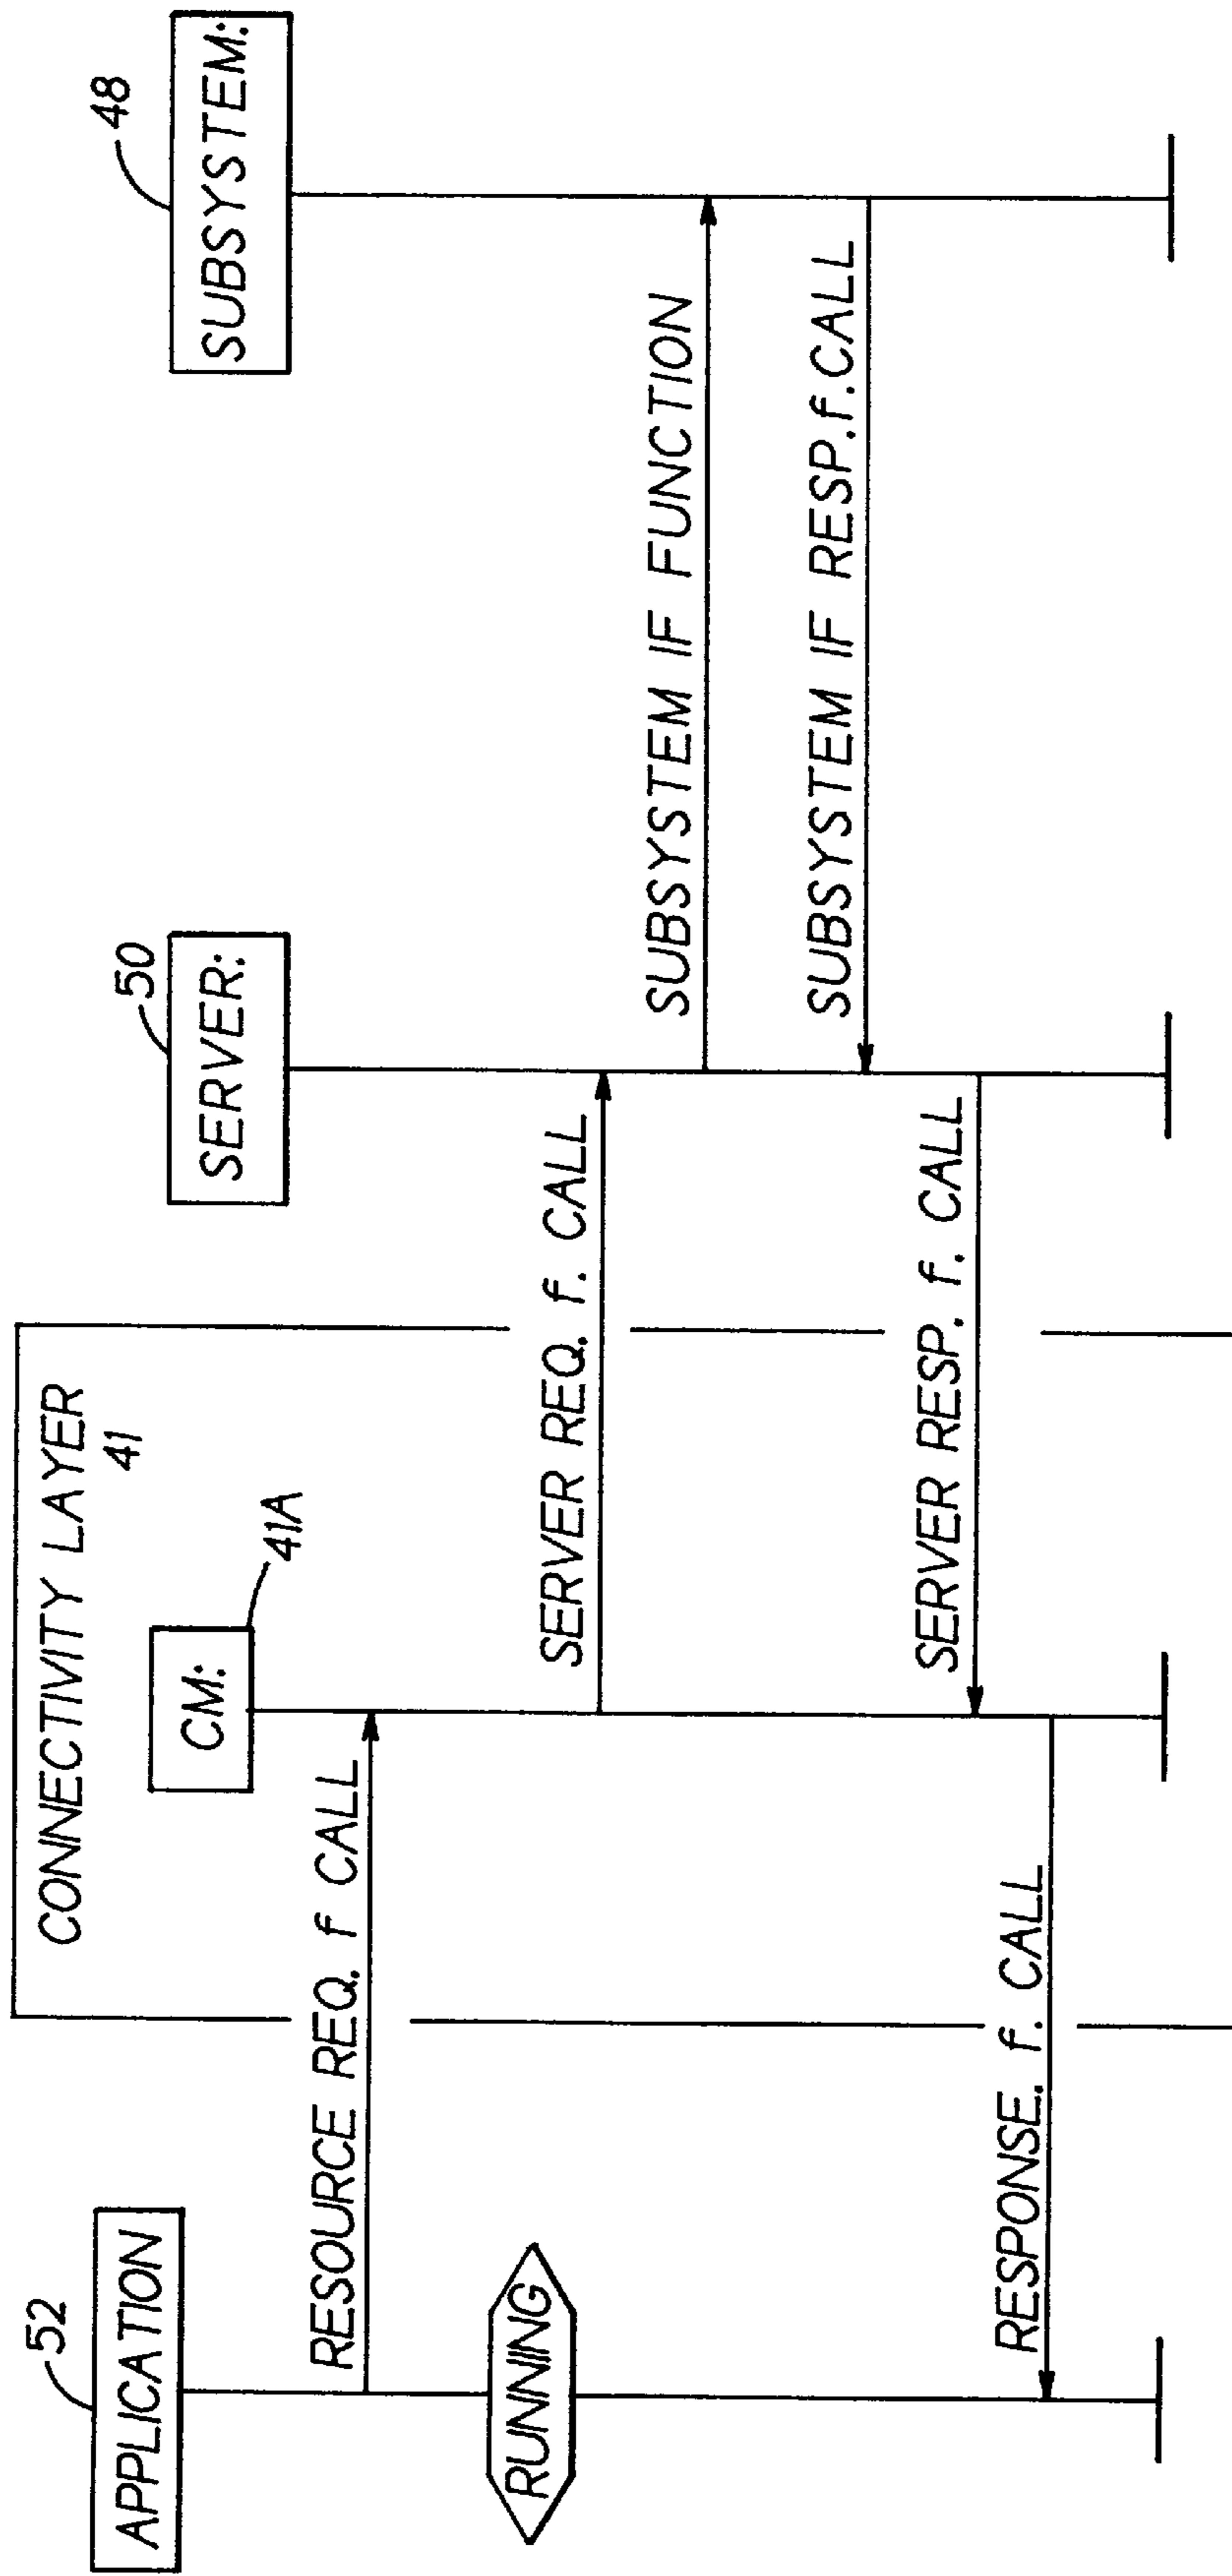 CONNECTIVITY LAYER
41
52
APPLICATION
CM:
41A
50
SERVER:
48
SUBSYSTEM:
RESOURCE REQ. f CALL
RUNNING
SERVER REQ. f. CALL
SUBSYSTEM IF FUNCTION
SUBSYSTEM IF RESP.f.CALL
SERVER RESP. f. CALL
RESPONSE. f. CALL